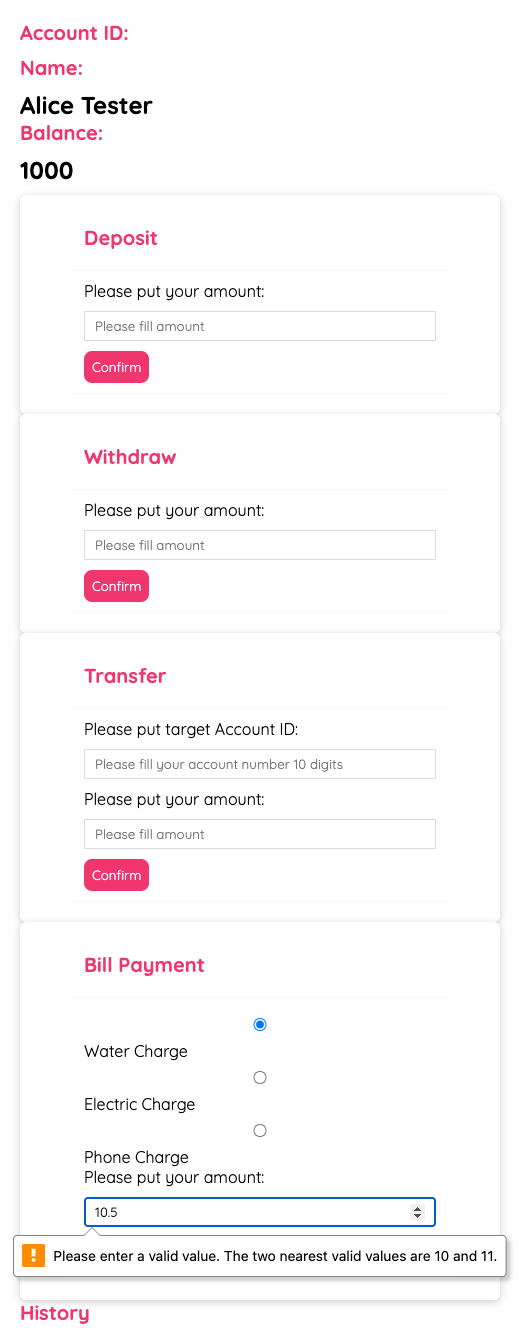 Account ID:
Name:
Alice Tester
Balance:
1000
Deposit
Please put your amount:
Please fill amount
Confirm
Withdraw
Please put your amount:
Please fill amount
Confirm
Transfer
Please put target Account ID:
Please fill your account number 10 digits
Please put your amount:
Please fill amount
Confirm
Bill Payment
Water Charge
Electric Charge
Phone Charge
Please put your amount:
10.5
! Please enter a valid value. The two nearest valid values are 10 and 11.
History